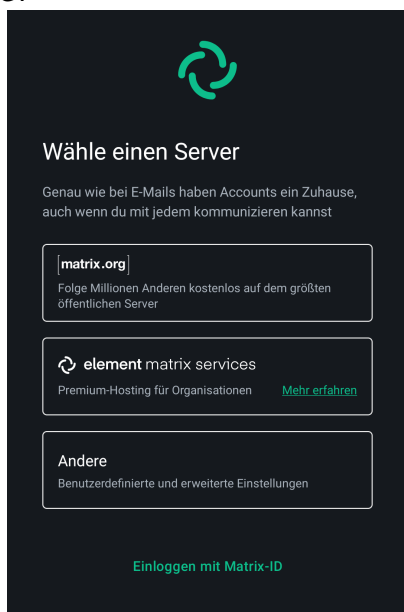 Wähle einen Server
Genau wie bei E-Mails haben Accounts ein Zuhause,
auch wenn du mit jedem kommunizieren kannst
[matrix.org]
Folge Millionen Anderen kostenlos auf dem größten
öffentlichen Server
element matrix services
Premium-Hosting für Organisationen Mehr erfahren
Andere
Benutzerdefinierte und erweiterte Einstellungen
Einloggen mit Matrix-ID